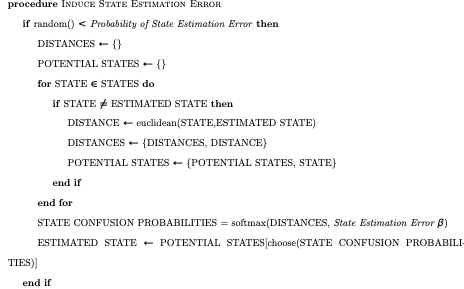 procedure Induce State Estimation Error
if random() < Probability of State Estimation Error then
DISTANCES ← {}
POTENTIAL STATES ← {}
for STATE ∈ STATES do
if STATE ≠ ESTIMATED STATE then
DISTANCE ← euclidean(STATE,ESTIMATED STATE)
DISTANCES ← {DISTANCES, DISTANCE}
POTENTIAL STATES ← {POTENTIAL STATES, STATE}
end if
end for
STATE CONFUSION PROBABILITIES = softmax(DISTANCES, State Estimation Error β)
ESTIMATED STATE ← POTENTIAL STATES[choose(STATE CONFUSION PROBABILI-
TIES)]
end if